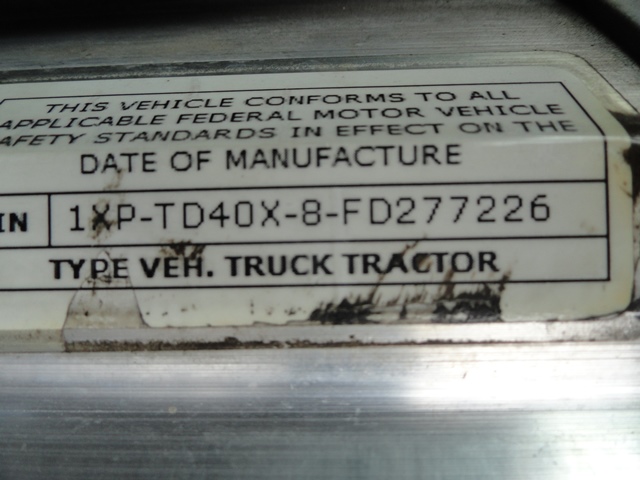 THIS VEHICLE CONFORMS TO ALL
APPLICABLE FEDERAL MOTOR VEHICLE
SAFETY STANDARDS IN EFFECT ON THE
DATE OF MANUFACTURE
IN 1XP-TD40X-8-FD277226
TYPE VEH. TRUCK TRACTOR